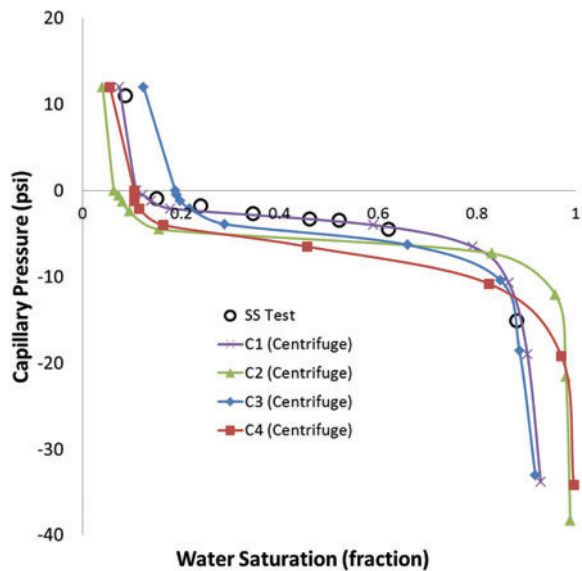 20
10
0
0 0.2 0.4 0.6 0.8 1
-10
-20
-30
-40
Capillary Pressure (psi)
SS Test
C1 (Centrifuge)
C2 (Centrifuge)
C3 (Centrifuge)
C4 (Centrifuge)
Water Saturation (fraction)